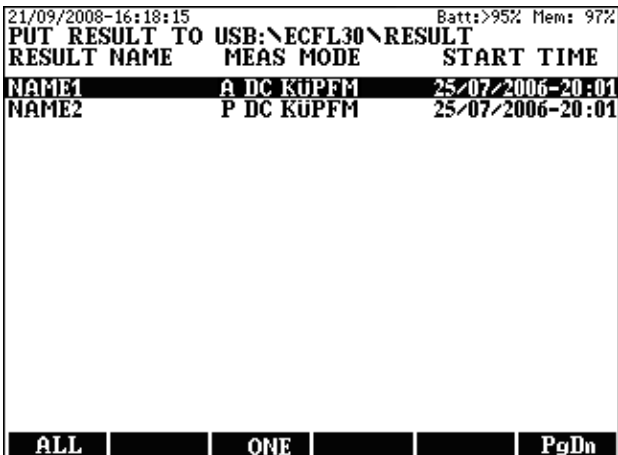 21/09/2008-16:18:15 Batt:>95% Mem: 97%
PUT RESULT TO USB:\ECFL30\RESULT
RESULT NAME MEAS MODE START TIME
NAME1 A DC KÜPFM 25/07/2006-20:01
NAME2 P DC KÜPFM 25/07/2006-20:01
ALL ONE PgDn